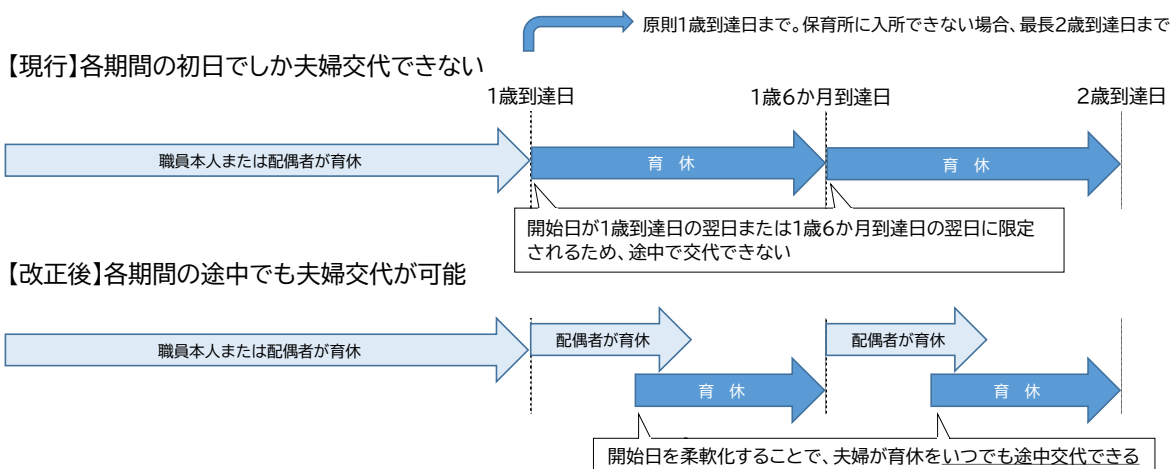 原則1歳到達日まで。保育所に入所できない場合、最長2歳到達日まで
【現行】各期間の初日でしか夫婦交代できない
1歳到達日
1歳6か月到達日
2歳到達日
職員本人または配偶者が育休
育 休
育 休
開始日が1歳到達日の翌日または1歳6か月到達日の翌日に限定
されるため、途中で交代できない
【改正後】各期間の途中でも夫婦交代が可能
配偶者が育休
配偶者が育休
職員本人または配偶者が育休
育 休
育 休
開始日を柔軟化することで、夫婦が育休をいつでも途中交代できる